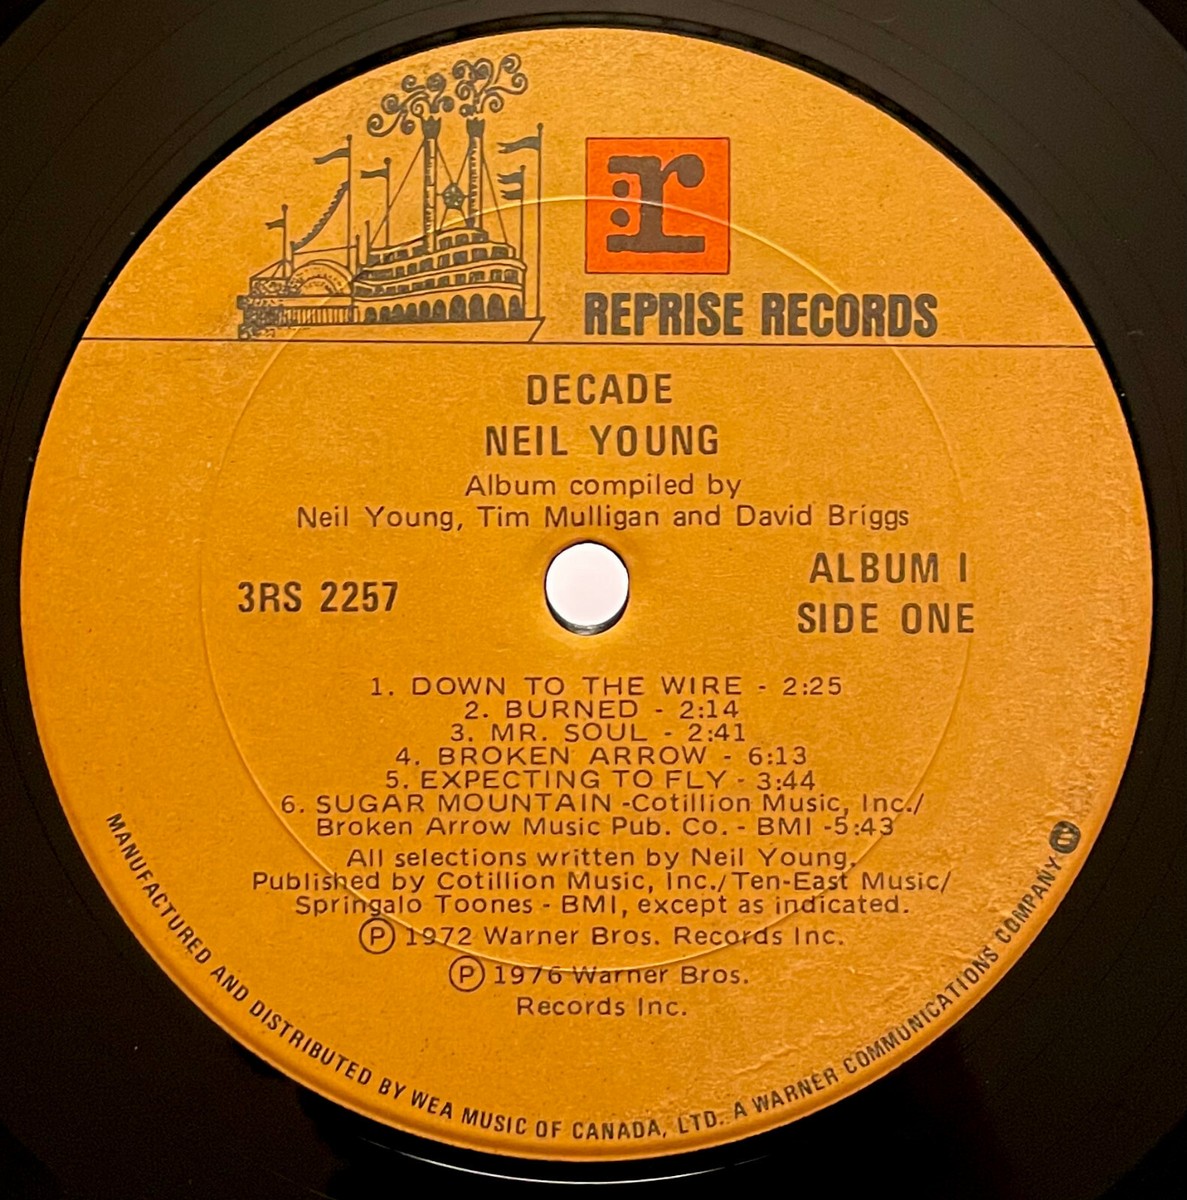 :r
REPRISE RECORDS
DECADE
NEIL YOUNG
Album compiled by
Neil Young, Tim Mulligan and David Briggs
3RS 2257
ALBUM I
SIDE ONE
1. DOWN TO THE WIRE - 2:25
2. BURNED - 2:14
3. MR. SOUL - 2:41
4. BROKEN ARROW - 6:13
5. EXPECTING TO FLY - 3:44
6. SUGAR MOUNTAIN -Cotillion Music, Inc./
Broken Arrow Music Pub. Co. - BMI -5:43
All selections written by Neil Young.
Published by Cotillion Music, Inc./Ten-East Music/
Springalo Toones - BMI, except as indicated.
Ⓟ 1972 Warner Bros. Records Inc.
Ⓟ 1976 Warner Bros.
Records Inc.
MANUFACTURED AND DISTRIBUTED BY WEA MUSIC OF CANADA, LTD. A WARNER COMMUNICATIONS COMPANY